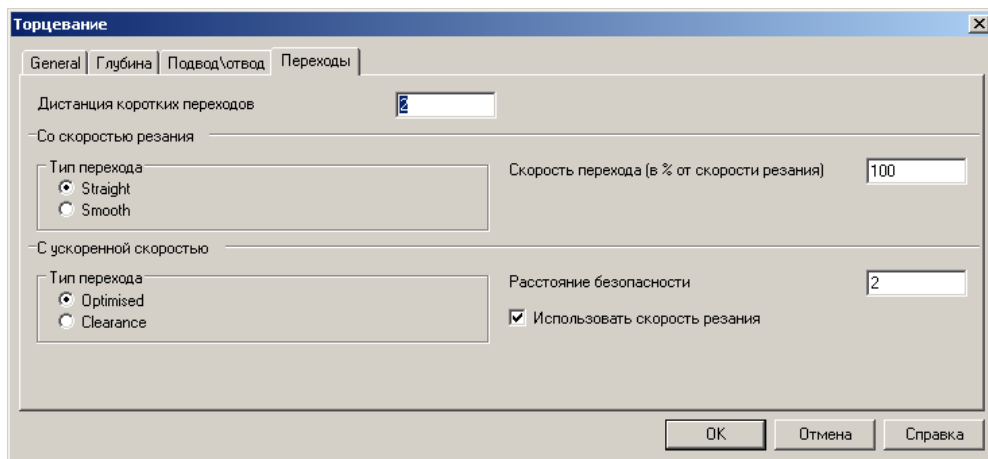 Торцевание
General Глубина Подвод\отвод Переходы
Дистанция коротких переходов 2
Со скоростью резания
Тип перехода
Straight
Smooth
Скорость перехода (в % от скорости резания) 100
С ускоренной скоростью
Тип перехода
Optimised
Clearance
Расстояние безопасности 2
Использовать скорость резания
OK Отмена Справка